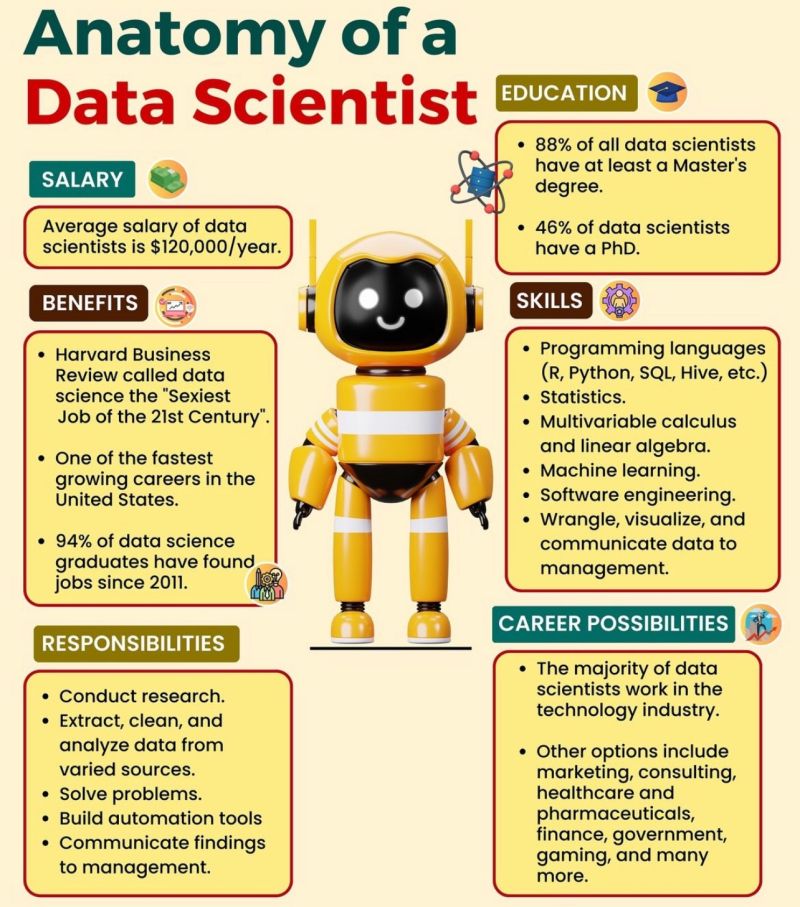 Anatomy of a
Data Scientist
SALARY
Average salary of data
scientists is $120,000/year.
BENEFITS
• Harvard Business
Review called data
science the "Sexiest
Job of the 21st Century".
• One of the fastest
growing careers in the
United States.
• 94% of data science
graduates have found
jobs since 2011.
RESPONSIBILITIES
• Conduct research.
• Extract, clean, and
analyze data from
varied sources.
• Solve problems.
• Build automation tools
• Communicate findings
to management.
EDUCATION
• 88% of all data scientists
have at least a Master's
degree.
• 46% of data scientists
have a PhD.
SKILLS
• Programming languages
(R, Python, SQL, Hive, etc.)
• Statistics.
• Multivariable calculus
and linear algebra.
• Machine learning.
• Software engineering.
• Wrangle, visualize, and
communicate data to
management.
CAREER POSSIBILITIES
• The majority of data
scientists work in the
technology industry.
• Other options include
marketing, consulting,
healthcare and
pharmaceuticals,
finance, government,
gaming, and many
more.